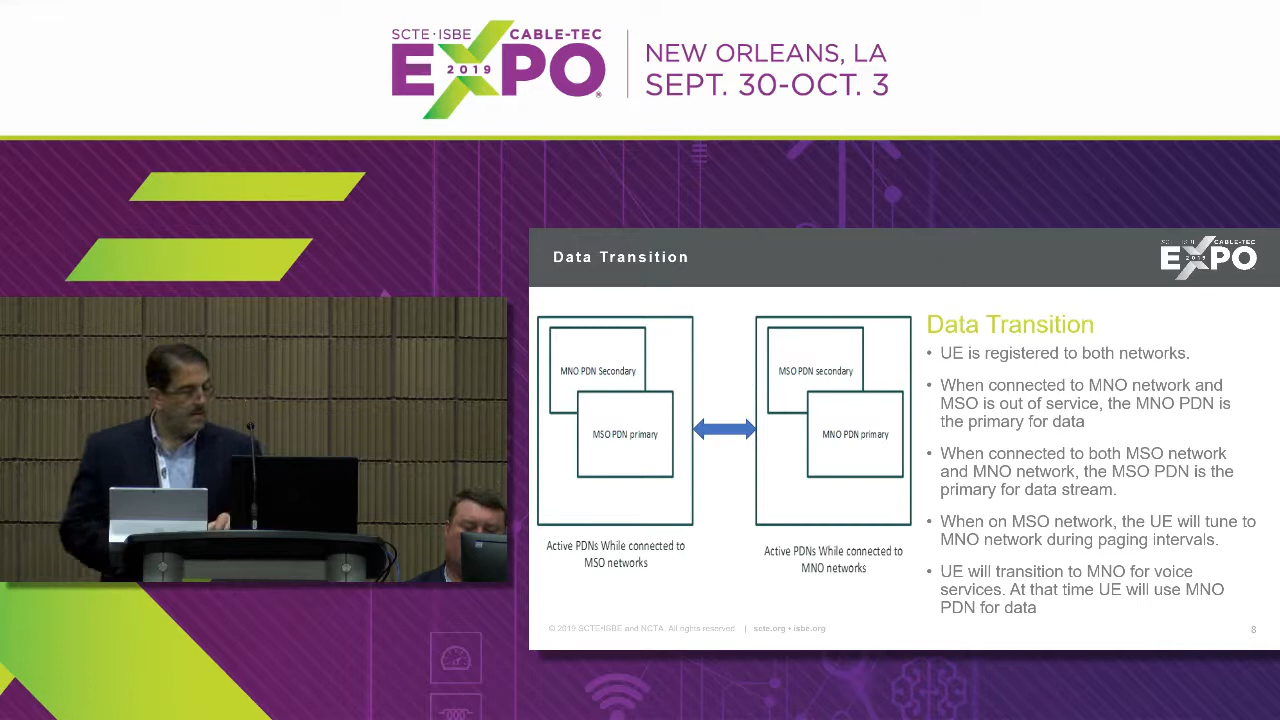 SCTE·ISBE CABLE-TEC
EXPO
2019
NEW ORLEANS, LA
SEPT. 30-OCT. 3
Data Transition
SCTE·ISBE CABLE-TEC
EXPO
2019
MNO PDN Secondary
MSO PDN primary
Active PDNs While connected to
MSO networks
MSO PDN secondary
MNO PDN primary
Active PDNs While connected to
MNO networks
Data Transition
• UE is registered to both networks.
• When connected to MNO network and
MSO is out of service, the MNO PDN is
the primary for data
• When connected to both MSO network
and MNO network, the MSO PDN is the
primary for data stream.
• When on MSO network, the UE will tune to
MNO network during paging intervals.
• UE will transition to MNO for voice
services. At that time UE will use MNO
PDN for data
© 2019 SCTE•ISBE and NCTA. All rights reserved. | scte.org • isbe.org
8